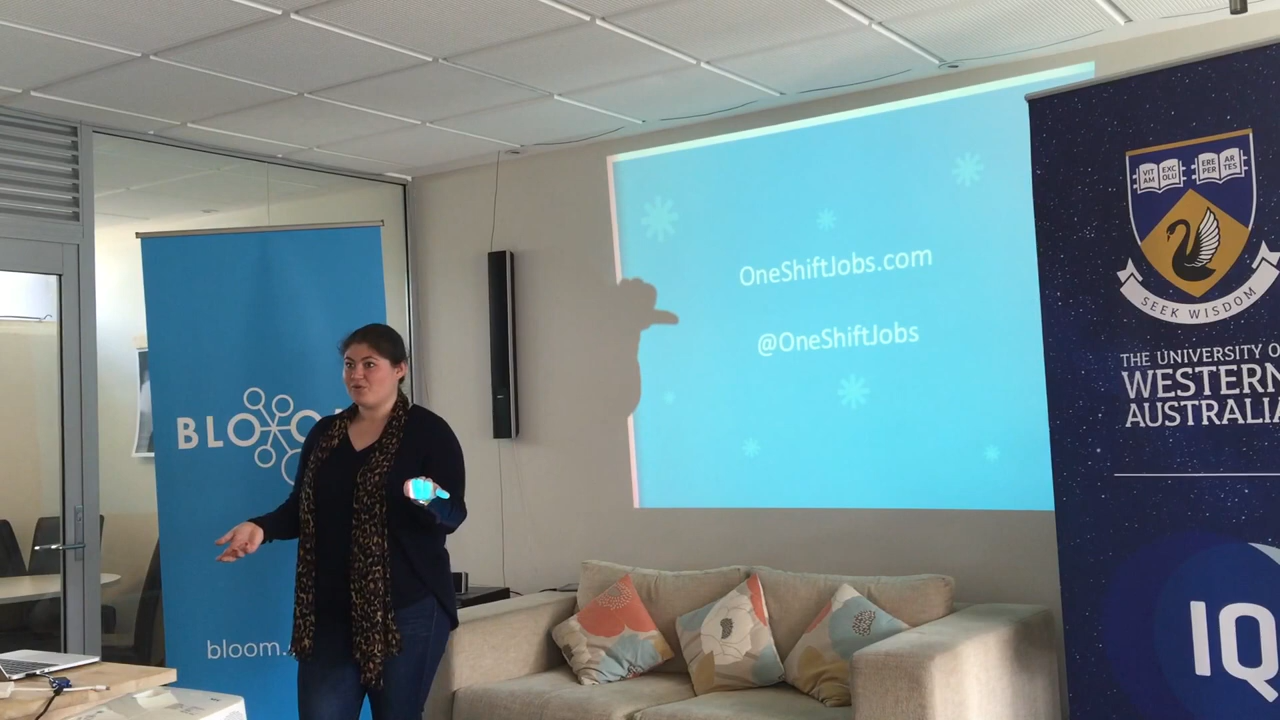 BLOO
bloom.
OneShiftJobs.com
@OneShiftJobs
VIT EXC ERE AR
AM OLU PER TES
SEEK WISDOM
THE UNIVERSITY O
WESTERN
AUSTRALIA
IQ